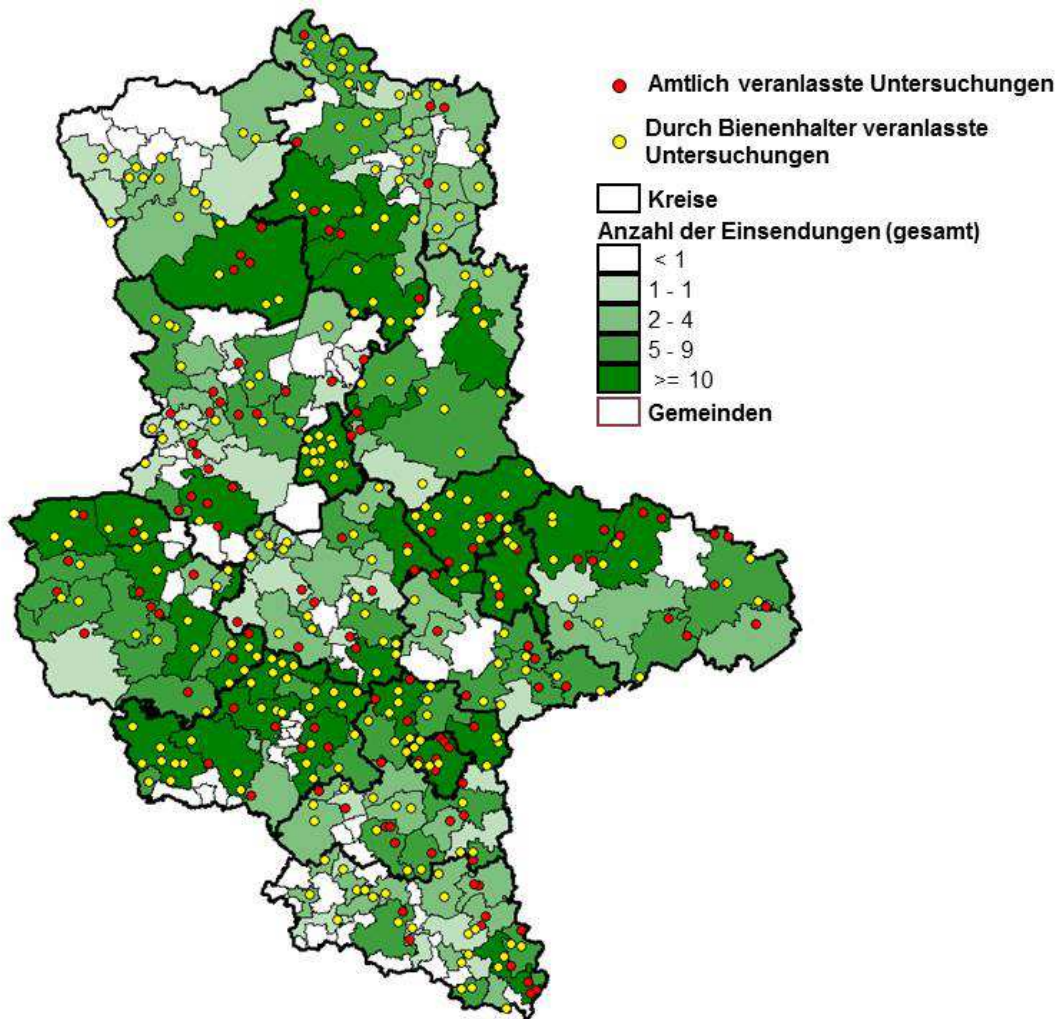 Amtlich veranlasste Untersuchungen
Durch Bienenhalter veranlasste
Untersuchungen
Kreise
Anzahl der Einsendungen (gesamt)
< 1
1 - 1
2 - 4
5 - 9
>= 10
Gemeinden